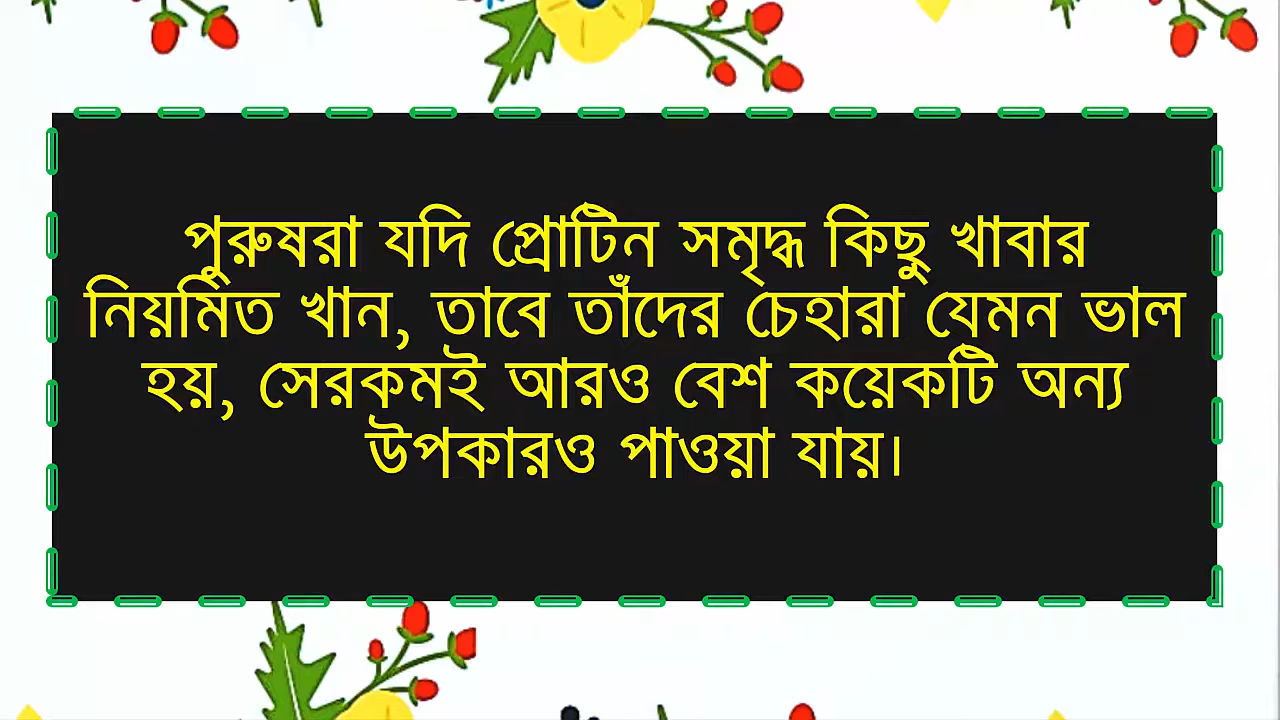 পুরুষরা যদি প্রোটিন সমৃদ্ধ কিছু খাবার
নিয়মিত খান, তাবে তাঁদের চেহারা যেমন ভাল
হয়, সেরকমই আরও বেশ কয়েকটি অন্য
উপকারও পাওয়া যায়।